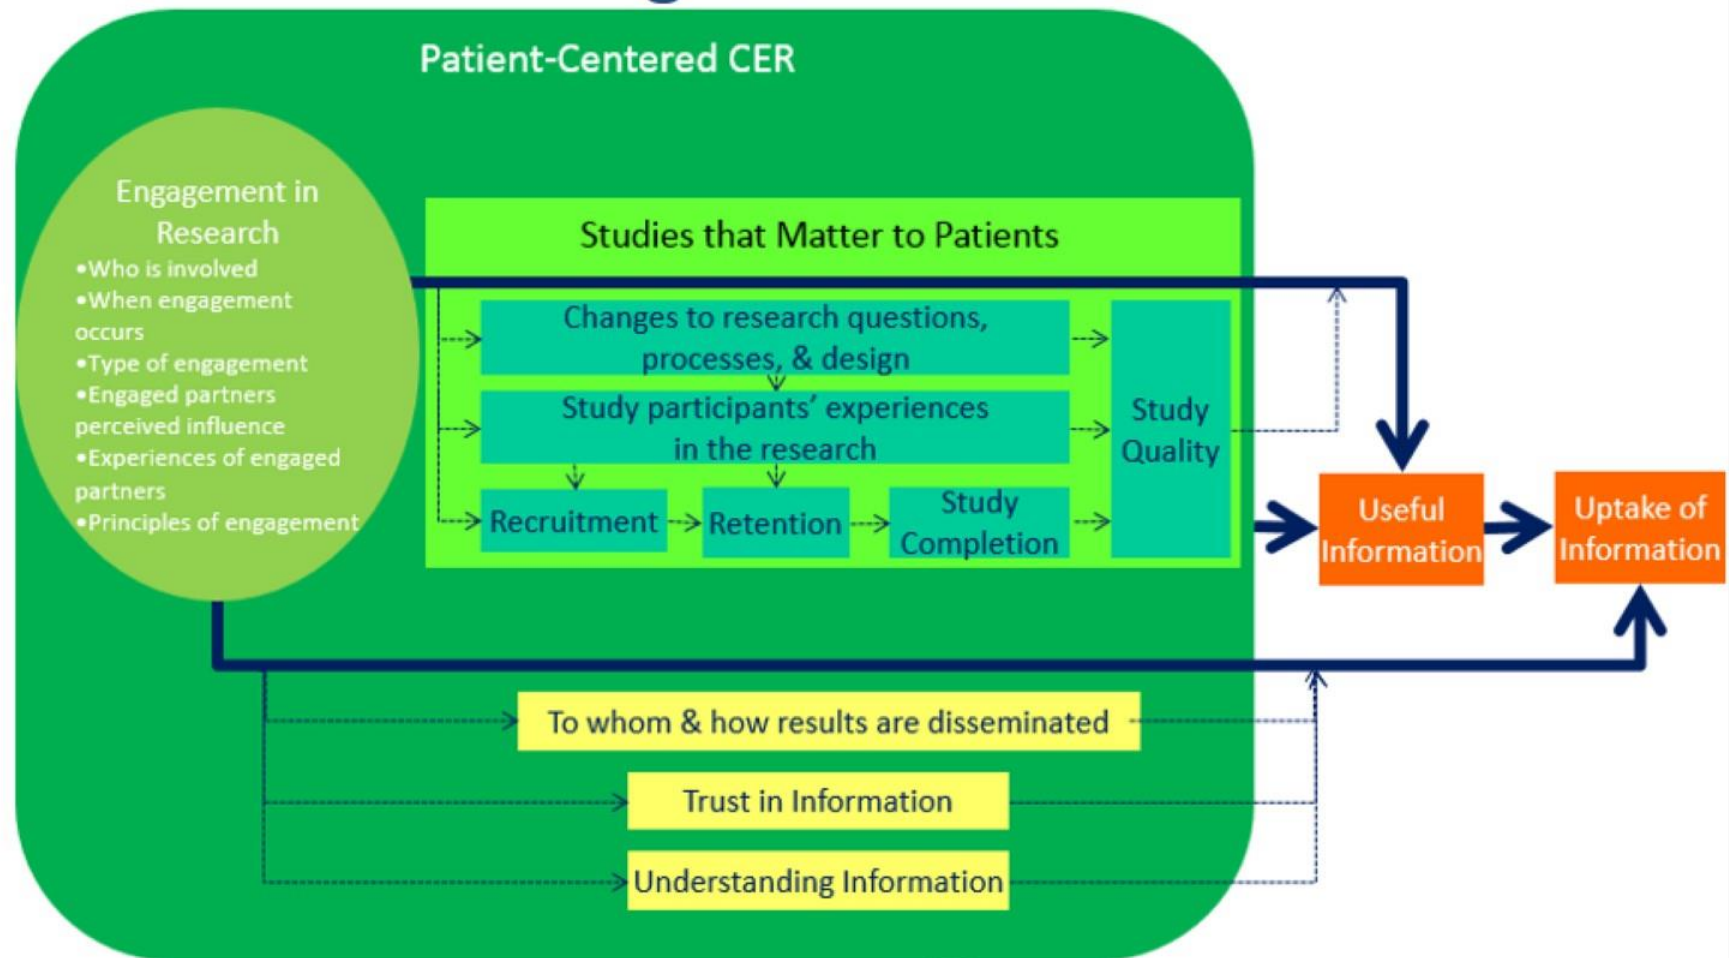 Patient-Centered CER
Engagement in
Research
•Who is involved
•When engagement
occurs
•Type of engagement
•Engaged partners
perceived influence
•Experiences of engaged
partners
•Principles of engagement
Studies that Matter to Patients
Changes to research questions,
processes, & design
Study participants’ experiences
in the research
Recruitment
Retention
Study
Completion
Study
Quality
Useful
Information
Uptake of
Information
To whom & how results are disseminated
Trust in Information
Understanding Information